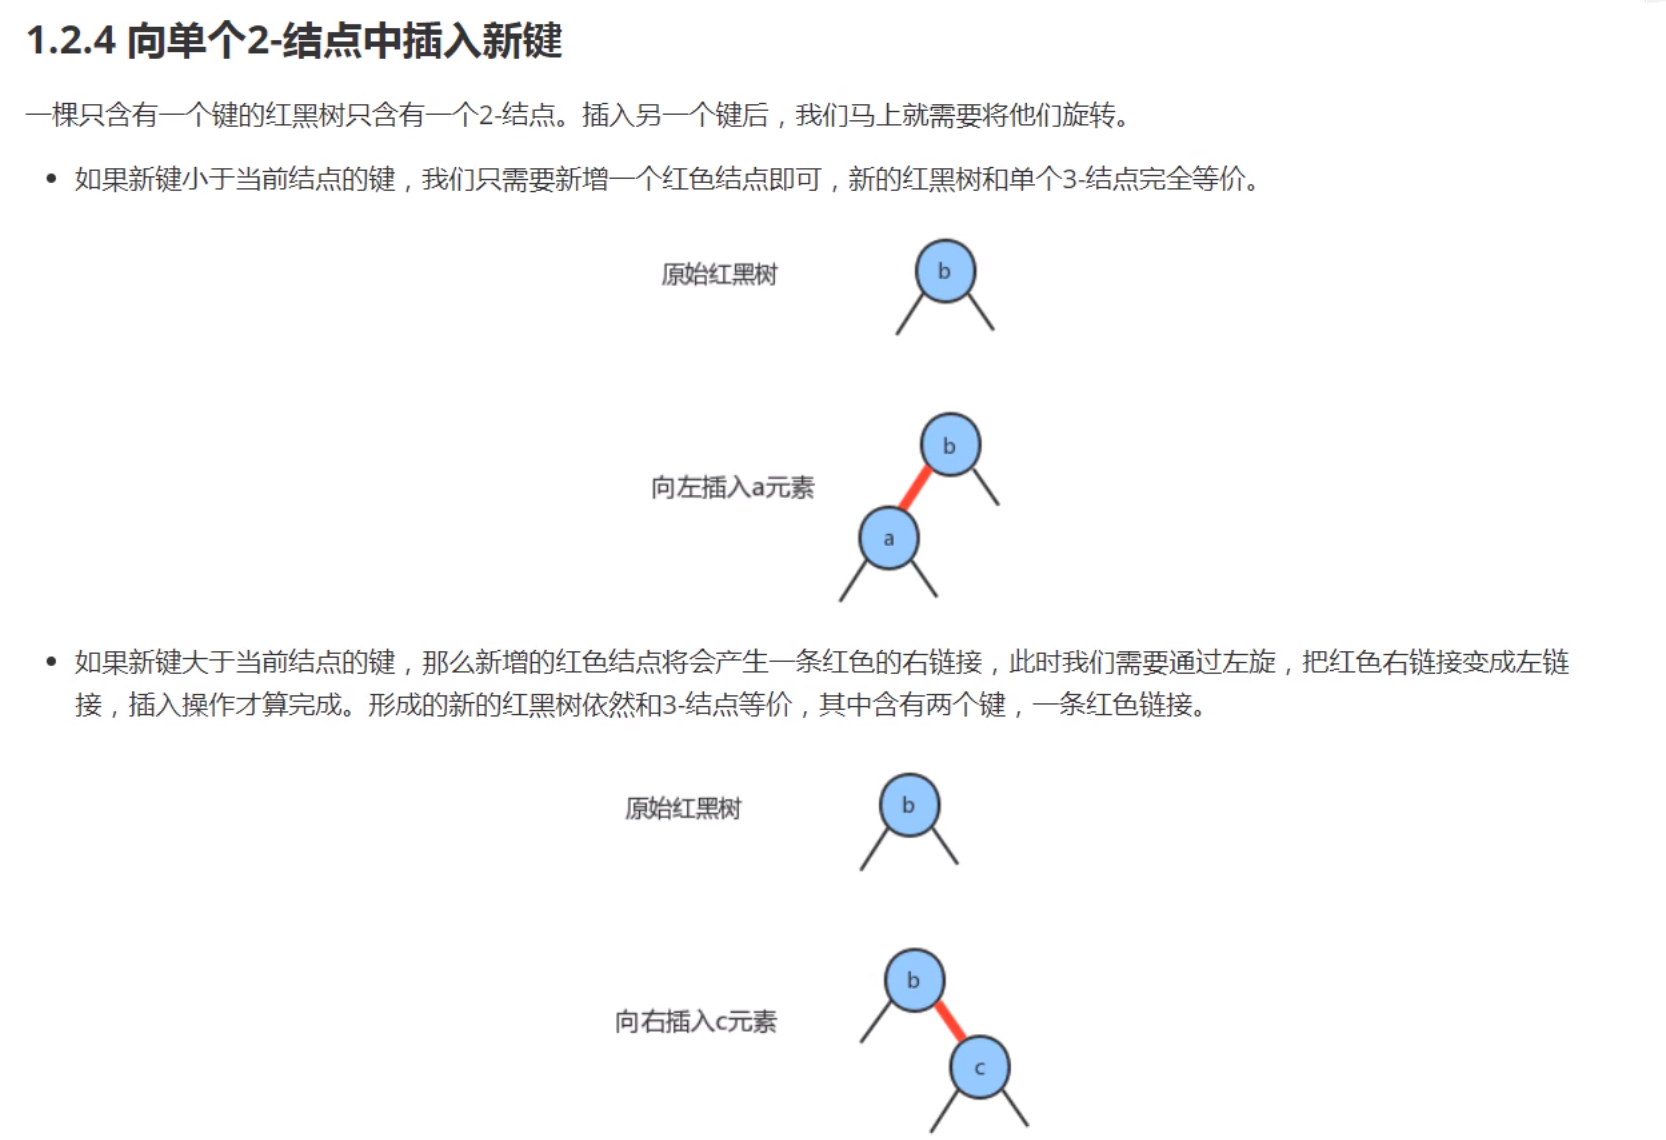 1.2.4 向单个2-结点中插入新键
一棵只含有一个键的红黑树只含有一个2-结点。插入另一个键后，我们马上就需要将他们旋转。
如果新键小于当前结点的键，我们只需要新增一个红色结点即可，新的红黑树和单个3-结点完全等价。
原始红黑树
b
b
向左插入a元素
a
如果新键大于当前结点的键，那么新增的红色结点将会产生一条红色的右链接，此时我们需要通过左旋，把红色右链接变成左链
接，插入操作才算完成。形成的新的红黑树依然和3-结点等价，其中含有两个键，一条红色链接。
原始红黑树
b
b
向右插入c元素
c